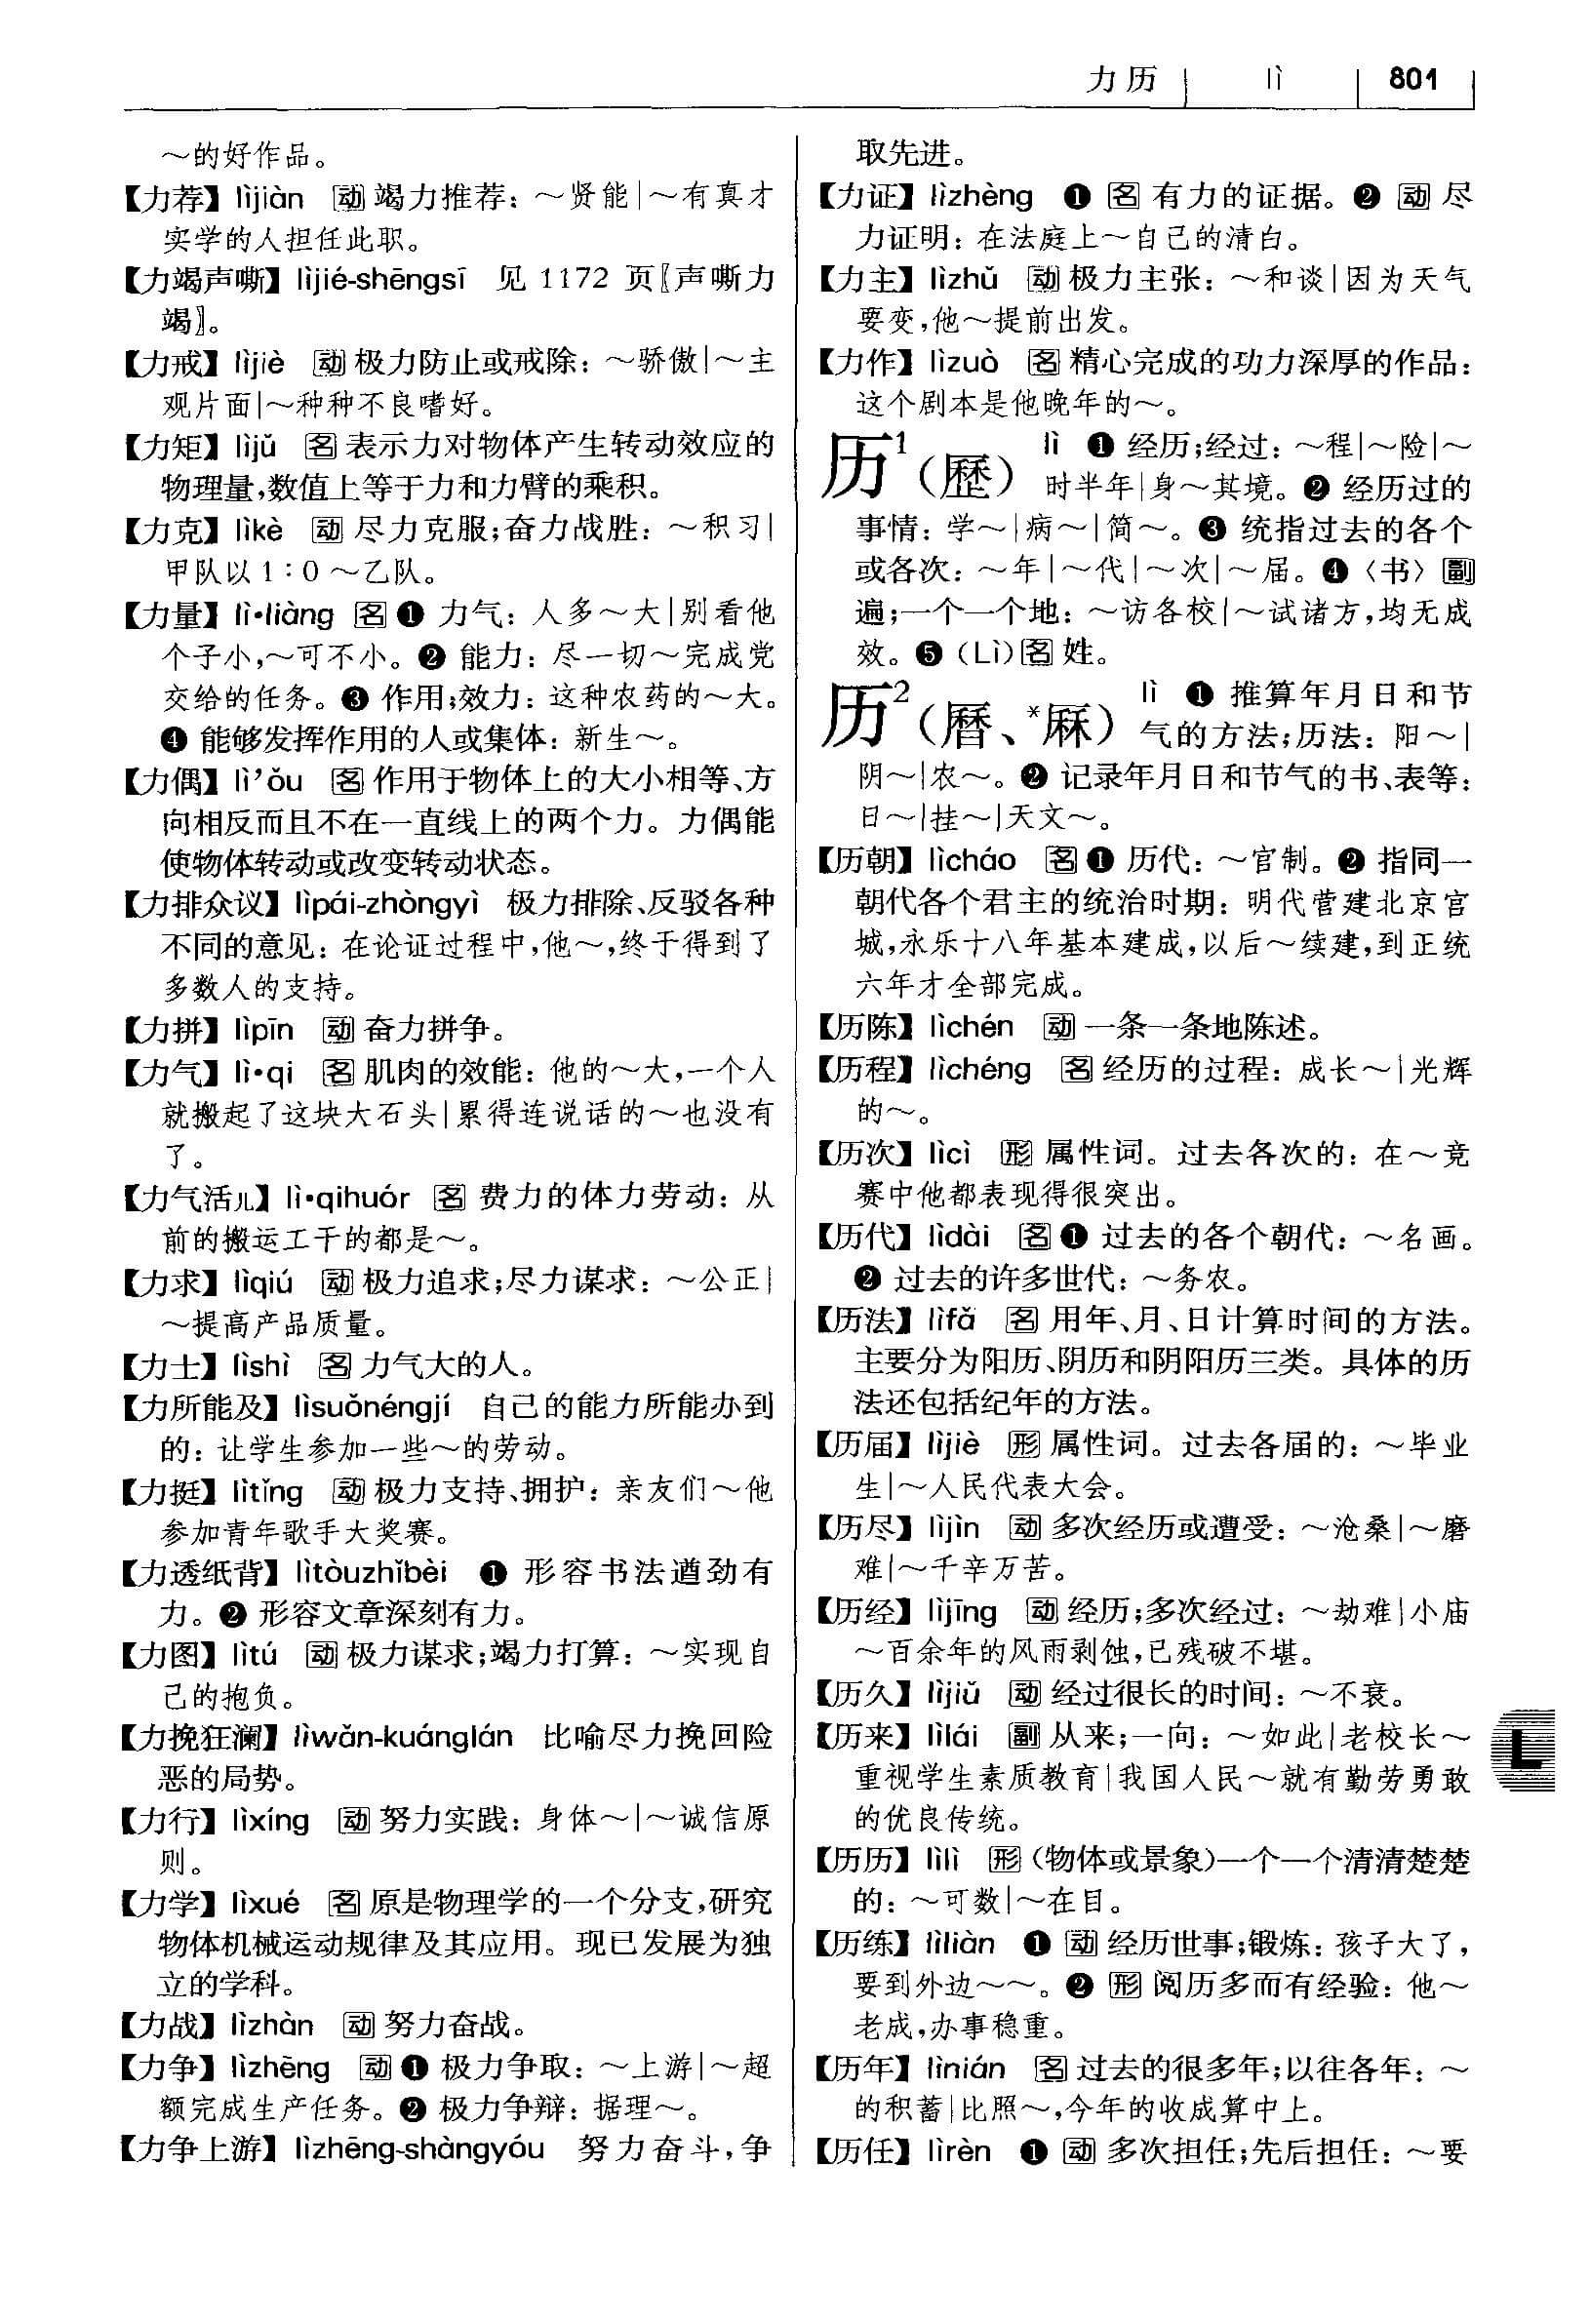 力历 lì 801
～的好作品。
【力荐】lìjiàn 动 竭力推荐：～贤能|～有真才
实学的人担任此职。
【力竭声嘶】lìjié-shēngsī 见 1172 页〖声嘶力
竭〗。
【力戒】lìjiè 动 极力防止或戒除：～骄傲|～主
观片面|～种种不良嗜好。
【力矩】lìjǔ 名 表示力对物体产生转动效应的
物理量，数值上等于力和力臂的乘积。
【力克】lìkè 动 尽力克服；奋力战胜：～积习|
甲队以 1∶0 ～乙队。
【力量】lì•liàng 名 ❶ 力气：人多～大|别看他
个子小，～可不小。❷ 能力：尽一切～完成党
交给的任务。❸ 作用；效力：这种农药的～大。
❹ 能够发挥作用的人或集体：新生～。
【力偶】lì’ǒu 名 作用于物体上的大小相等、方
向相反而且不在一直线上的两个力。力偶能
使物体转动或改变转动状态。
【力排众议】lìpái-zhòngyì 极力排除、反驳各种
不同的意见：在论证过程中，他～，终于得到了
多数人的支持。
【力拼】lìpīn 动 奋力拼争。
【力气】lì•qi 名 肌肉的效能：他的～大，一个人
就搬起了这块大石头|累得连说话的～也没有
了。
【力气活儿】lì•qihuór 名 费力的体力劳动：从
前的搬运工干的都是～。
【力求】lìqiú 动 极力追求；尽力谋求：～公正|
～提高产品质量。
【力士】lìshì 名 力气大的人。
【力所能及】lìsuǒnéngjí 自己的能力所能办到
的：让学生参加一些～的劳动。
【力挺】lìtǐng 动 极力支持、拥护：亲友们～他
参加青年歌手大奖赛。
【力透纸背】lìtòuzhǐbèi ❶ 形容书法遒劲有
力。❷ 形容文章深刻有力。
【力图】lìtú 动 极力谋求；竭力打算：～实现自
己的抱负。
【力挽狂澜】lìwǎn-kuánglán 比喻尽力挽回险
恶的局势。
【力行】lìxíng 动 努力实践：身体～|～诚信原
则。
【力学】lìxué 名 原是物理学的一个分支，研究
物体机械运动规律及其应用。现已发展为独
立的学科。
【力战】lìzhàn 动 努力奋战。
【力争】lìzhēng 动 ❶ 极力争取：～上游|～超
额完成生产任务。❷ 极力争辩：据理～。
【力争上游】lìzhēng-shàngyóu 努力奋斗，争
取先进。
【力证】lìzhèng ❶ 名 有力的证据。❷ 动 尽
力证明：在法庭上～自己的清白。
【力主】lìzhǔ 动 极力主张：～和谈|因为天气
要变，他～提前出发。
【力作】lìzuò 名 精心完成的功力深厚的作品：
这个剧本是他晚年的～。
历¹（歷） lì ❶ 经历；经过：～程|～险|～
时半年|身～其境。❷ 经历过的
事情：学～|病～|简～。❸ 统指过去的各个
或各次：～年|～代|～次|～届。❹〈书〉副
遍；一个一个地：～访各校|～试诸方，均无成
效。❺（Lì）名 姓。
历²（曆、*厤） lì ❶ 推算年月日和节
气的方法；历法：阳～|
阴～|农～。❷ 记录年月日和节气的书、表等：
日～|挂～|天文～。
【历朝】lìcháo 名 ❶ 历代：～官制。❷ 指同一
朝代各个君主的统治时期：明代营建北京宫
城，永乐十八年基本建成，以后～续建，到正统
六年才全部完成。
【历陈】lìchén 动 一条一条地陈述。
【历程】lìchéng 名 经历的过程：成长～|光辉
的～。
【历次】lìcì 形 属性词。过去各次的：在～竞
赛中他都表现得很突出。
【历代】lìdài 名 ❶ 过去的各个朝代：～名画。
❷ 过去的许多世代：～务农。
【历法】lìfǎ 名 用年、月、日计算时间的方法。
主要分为阳历、阴历和阴阳历三类。具体的历
法还包括纪年的方法。
【历届】lìjiè 形 属性词。过去各届的：～毕业
生|～人民代表大会。
【历尽】lìjìn 动 多次经历或遭受：～沧桑|～磨
难|～千辛万苦。
【历经】lìjīng 动 经历；多次经过：～劫难|小庙
～百余年的风雨剥蚀，已残破不堪。
【历久】lìjiǔ 动 经过很长的时间：～不衰。
【历来】lìlái 副 从来；一向：～如此|老校长～
重视学生素质教育|我国人民～就有勤劳勇敢
的优良传统。
【历历】lìlì 形（物体或景象）一个一个清清楚楚
的：～可数|～在目。
【历练】lìliàn ❶ 动 经历世事；锻炼：孩子大了，
要到外边～～。❷ 形 阅历多而有经验：他～
老成，办事稳重。
【历年】lìnián 名 过去的很多年；以往各年：～
的积蓄|比照～，今年的收成算中上。
【历任】lìrèn ❶ 动 多次担任；先后担任：～要
L